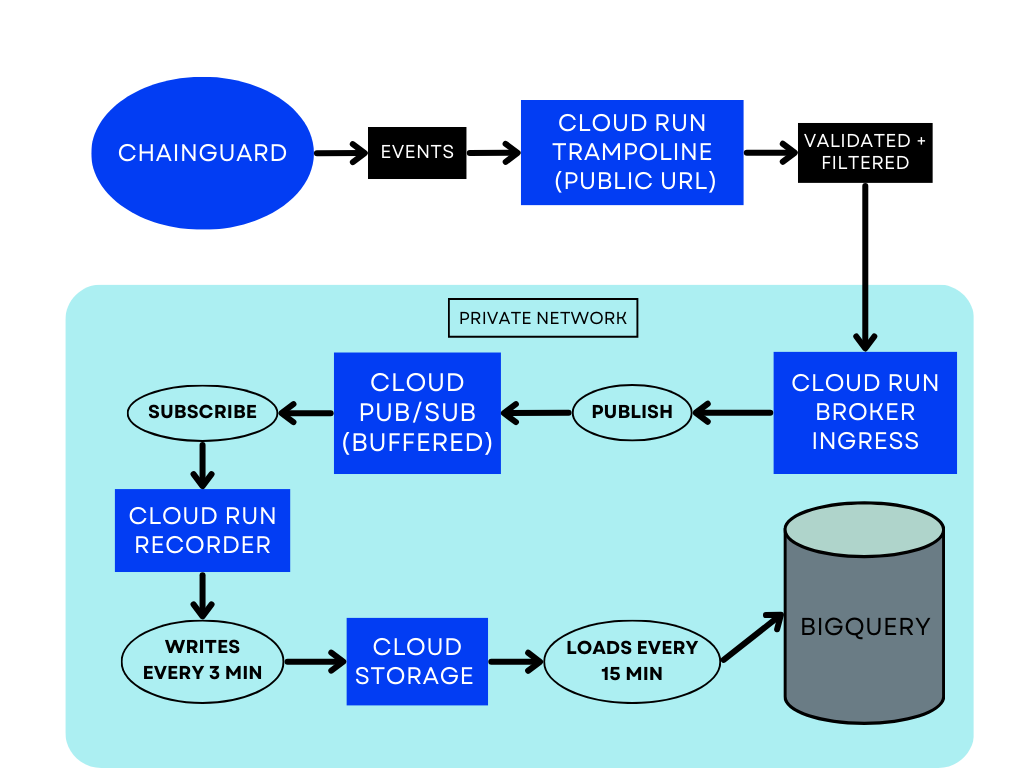 CHAINGUARD
EVENTS
CLOUD RUN
TRAMPOLINE
(PUBLIC URL)
VALIDATED +
FILTERED
PRIVATE NETWORK
CLOUD RUN
BROKER
INGRESS
PUBLISH
CLOUD
PUB/SUB
(BUFFERED)
SUBSCRIBE
CLOUD RUN
RECORDER
WRITES
EVERY 3 MIN
CLOUD
STORAGE
LOADS EVERY
15 MIN
BIGQUERY